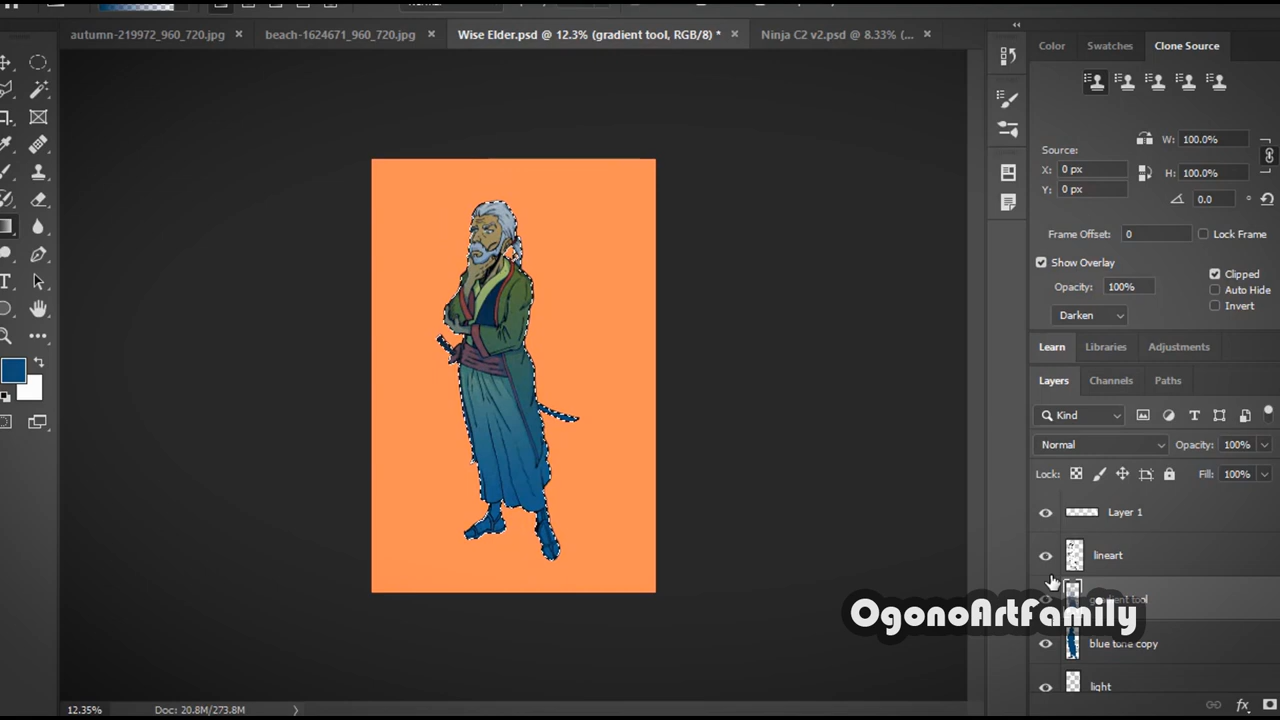 autumn-219972_960_720.jpg × beach-1624671_960_720.jpg × Wise Elder.psd @ 12.3% (gradient tool, RGB/8) * × Ninja C2 v2.psd @ 8.33% (... ×
Color Swatches Clone Source
Source:
W: 100.0%
X: 0 px
H: 100.0%
Y: 0 px
0.0 °
Frame Offset: 0 Lock Frame
Show Overlay
Clipped
Opacity: 100%
Auto Hide
Invert
Darken
Learn Libraries Adjustments
Layers Channels Paths
Kind
Normal Opacity: 100%
Lock: Fill: 100%
Layer 1
lineart
gradient tool
OgonoArtFamily
blue tone copy
light
12.35% Doc: 20.8M/273.8M